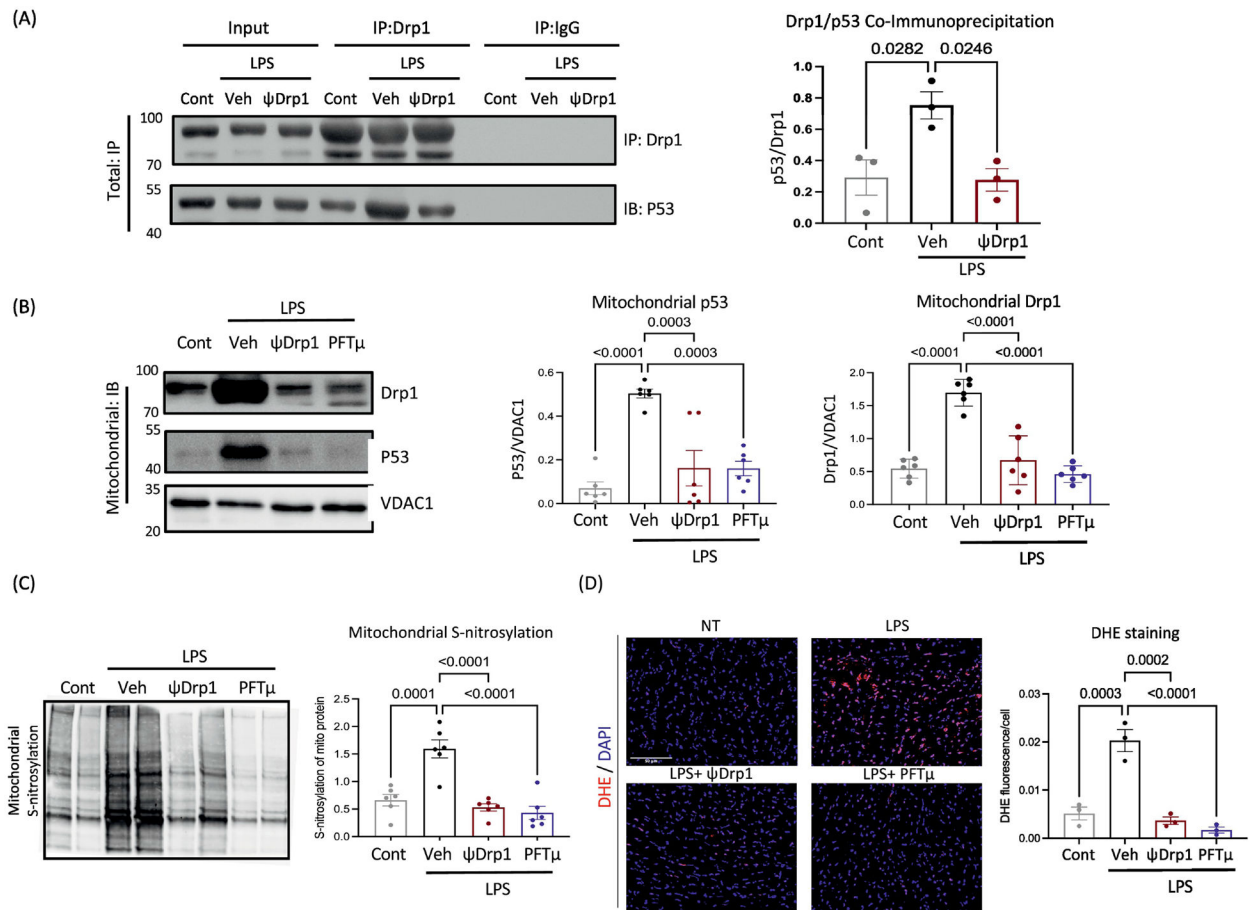 (A)
Input IP:Drp1 IP:IgG
LPS LPS LPS
Cont Veh ψDrp1 Cont Veh ψDrp1 Cont Veh ψDrp1
Total: IP
100
70
IP: Drp1
55
40
IB: P53
Drp1/p53 Co-Immunoprecipitation
0.0282 0.0246
p53/Drp1
1.0
0.8
0.6
0.4
0.2
0.0
Cont Veh ψDrp1
LPS
(B)
LPS
Cont Veh ψDrp1 PFTμ
Mitochondrial: IB
100
70
Drp1
55
40
P53
35
20
VDAC1
Mitochondrial p53
0.0003
<0.0001 0.0003
P53/VDAC1
0.6
0.4
0.2
0.0
Cont Veh ψDrp1 PFTμ
LPS
Mitochondrial Drp1
<0.0001
<0.0001 <0.0001
Drp1/VDAC1
2.0
1.5
1.0
0.5
0.0
Cont Veh ψDrp1 PFTμ
LPS
(C)
LPS
Cont Veh ψDrp1 PFTμ
Mitochondrial
S-nitrosylation
Mitochondrial S-nitrosylation
<0.0001
0.0001 <0.0001
S-nitrosylation of mito protein
2.5
2.0
1.5
1.0
0.5
0.0
Cont Veh ψDrp1 PFTμ
LPS
(D)
DHE / DAPI
NT LPS
50 μm
LPS+ ψDrp1 LPS+ PFTμ
DHE staining
0.0002
0.0003 <0.0001
DHE fluorescence/cell
0.03
0.02
0.01
0.00
Cont Veh ψDrp1 PFTμ
LPS